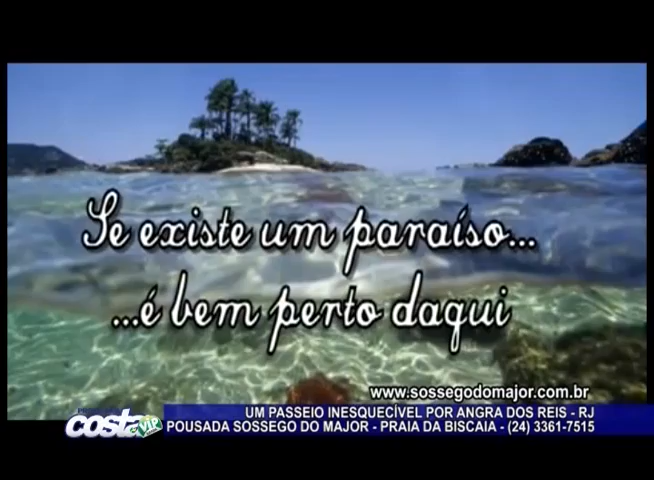 Se existe um paraíso...
...é bem perto daqui
www.sossegodomajor.com.br
UM PASSEIO INESQUECÍVEL POR ANGRA DOS REIS - RJ
costa VIP
POUSADA SOSSEGO DO MAJOR - PRAIA DA BISCAIA - (24) 3361-7515